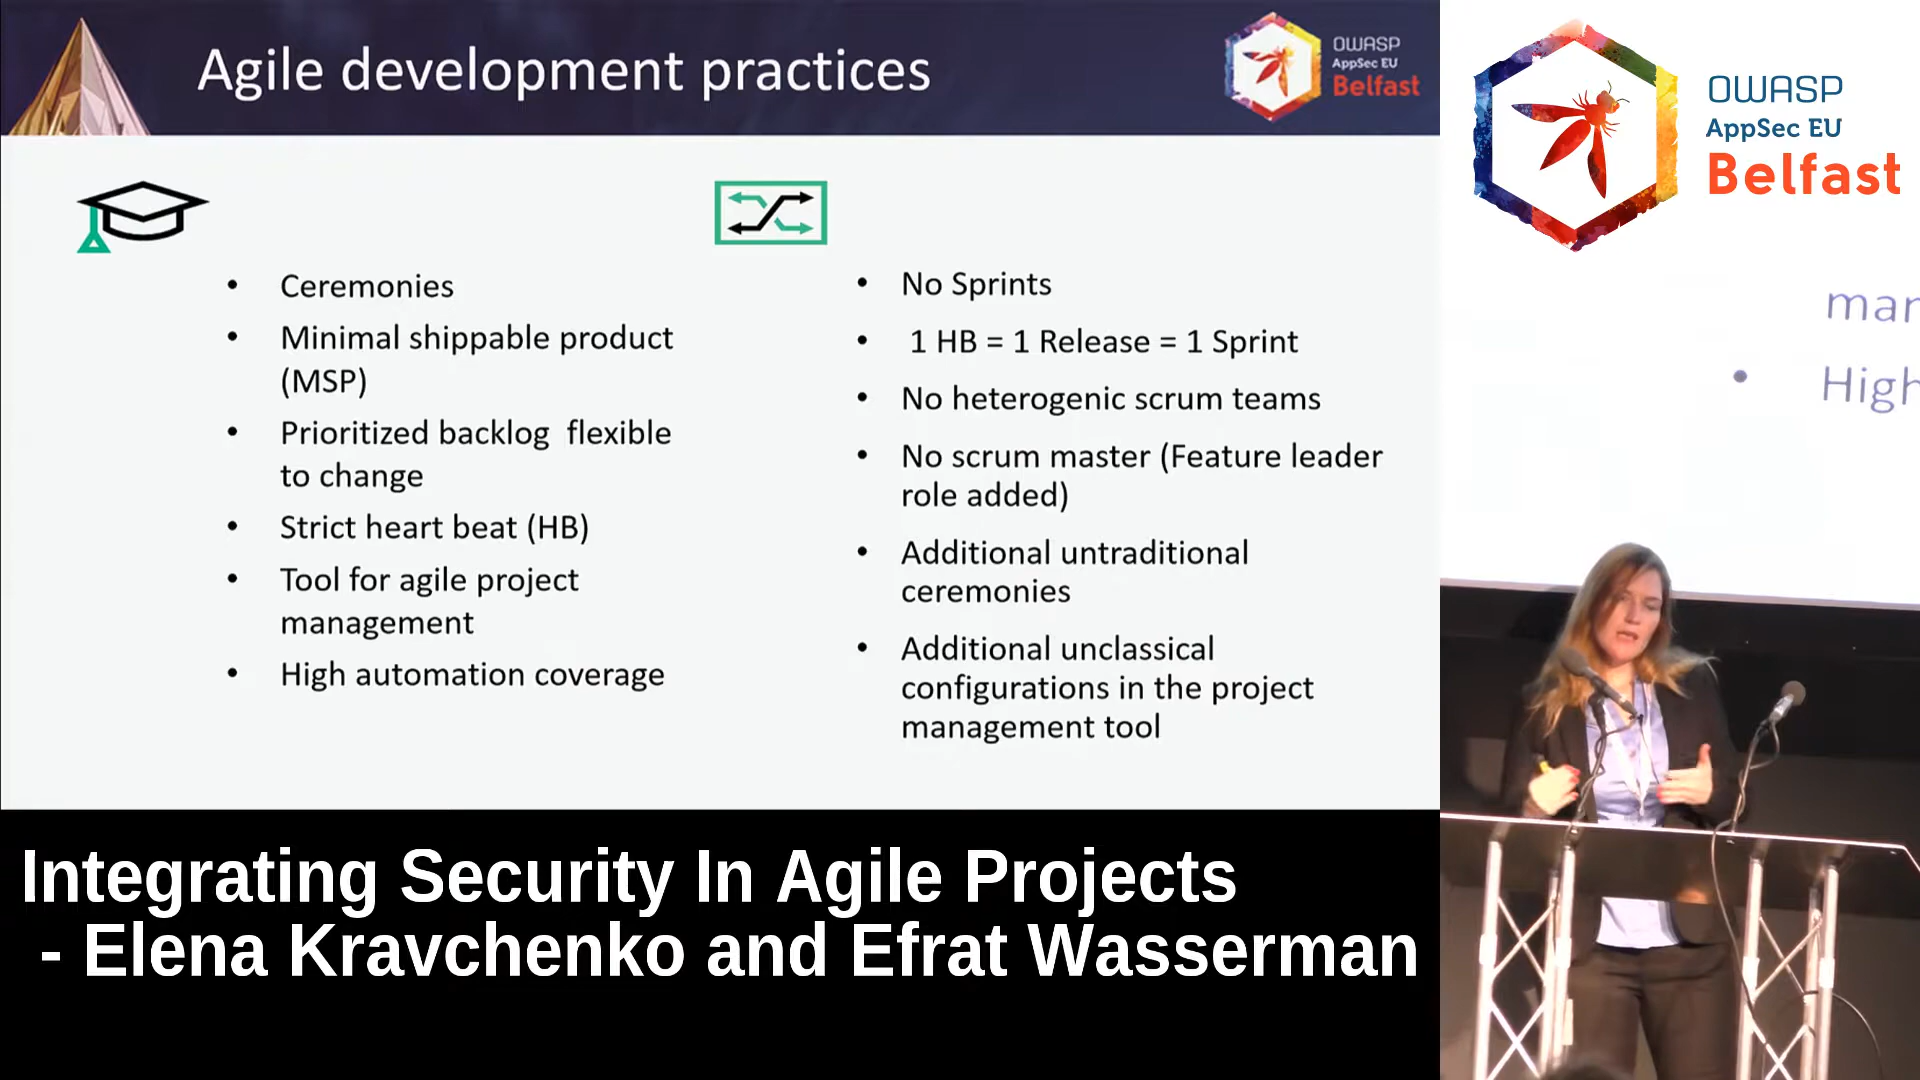 Agile development practices
OWASP
AppSec EU
Belfast
• Ceremonies
• Minimal shippable product
(MSP)
• Prioritized backlog flexible
to change
• Strict heart beat (HB)
• Tool for agile project
management
• High automation coverage
• No Sprints
• 1 HB = 1 Release = 1 Sprint
• No heterogenic scrum teams
• No scrum master (Feature leader
role added)
• Additional untraditional
ceremonies
• Additional unclassical
configurations in the project
management tool
OWASP
AppSec EU
Belfast
mar
• High
Integrating Security In Agile Projects
- Elena Kravchenko and Efrat Wasserman